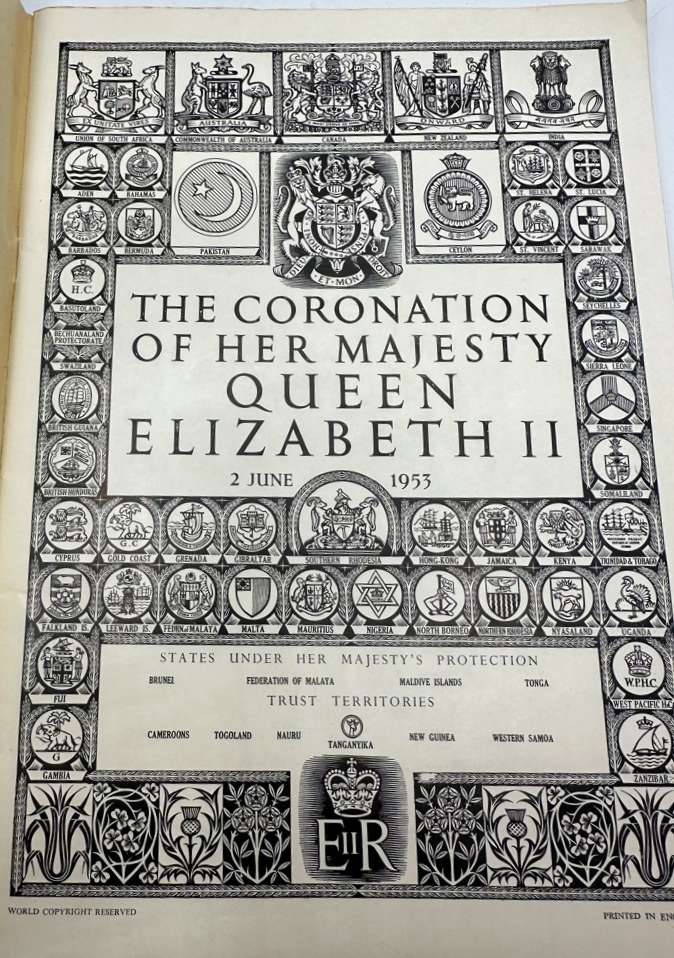 EX UNITATE VIRES
AUSTRALIA
ONWARD
UNION OF SOUTH AFRICA
COMMONWEALTH OF AUSTRALIA
CANADA
NEW ZEALAND
INDIA
ADEN
BAHAMAS
ST. HELENA
ST. LUCIA
BARBADOS
BERMUDA
PAKISTAN
DIEU ET·MON DROIT
CEYLON
ST. VINCENT
SARAWAK
H.C.
BASUTOLAND
SEYCHELLES
BECHUANALAND
PROTECTORATE
SWAZILAND
SIERRA LEONE
BRITISH GUIANA
SINGAPORE
BRITISH HONDURAS
SOMALILAND
THE CORONATION
OF HER MAJESTY
QUEEN
ELIZABETH II
2 JUNE 1953
G.C
CYPRUS
GOLD COAST
GRENADA
GIBRALTAR
SOUTHERN RHODESIA
HONG-KONG
JAMAICA
KENYA
TRINIDAD & TOBAGO
FALKLAND IS.
LEEWARD IS.
FEDRN of MALAYA
MALTA
MAURITIUS
NIGERIA
NORTH BORNEO
NORTHERN RHODESIA
NYASALAND
UGANDA
STATES UNDER HER MAJESTY'S PROTECTION
BRUNEI FEDERATION OF MALAYA MALDIVE ISLANDS TONGA
TRUST TERRITORIES
CAMEROONS TOGOLAND NAURU TANGANYIKA NEW GUINEA WESTERN SAMOA
FIJI
W.P.H.C.
WEST PACIFIC H.C.
G
GAMBIA
ZANZIBAR
EIIR
WORLD COPYRIGHT RESERVED
PRINTED IN ENG